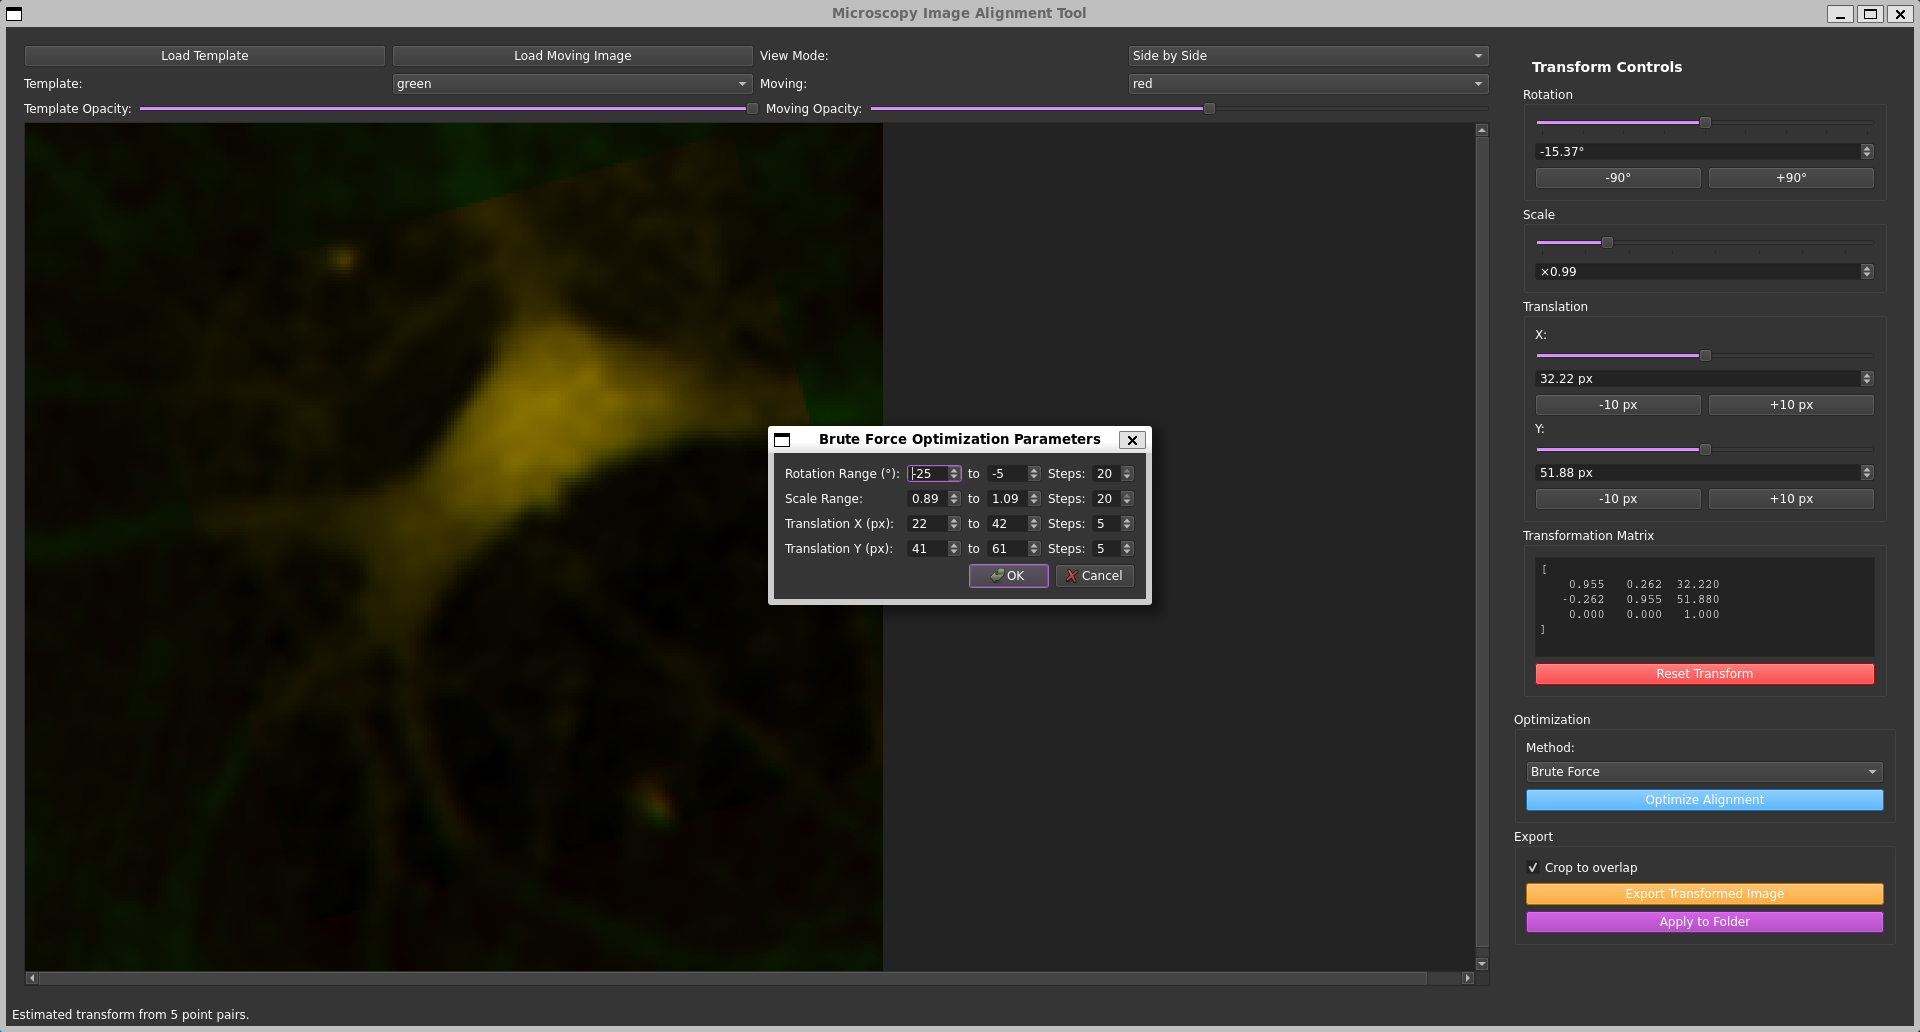 Microscopy Image Alignment Tool
Load Template
Load Moving Image
View Mode:
Side by Side
Template:
green
Moving:
red
Template Opacity:
Moving Opacity:
Transform Controls
Rotation
-15.37°
-90°
+90°
Scale
×0.99
Translation
X:
32.22 px
-10 px
+10 px
Y:
51.88 px
-10 px
+10 px
Transformation Matrix
[
0.955 0.262 32.220
-0.262 0.955 51.880
0.000 0.000 1.000
]
Reset Transform
Optimization
Method:
Brute Force
Optimize Alignment
Export
Crop to overlap
Export Transformed Image
Apply to Folder
Brute Force Optimization Parameters
Rotation Range (°): -25 to -5 Steps: 20
Scale Range: 0.89 to 1.09 Steps: 20
Translation X (px): 22 to 42 Steps: 5
Translation Y (px): 41 to 61 Steps: 5
OK
Cancel
Estimated transform from 5 point pairs.